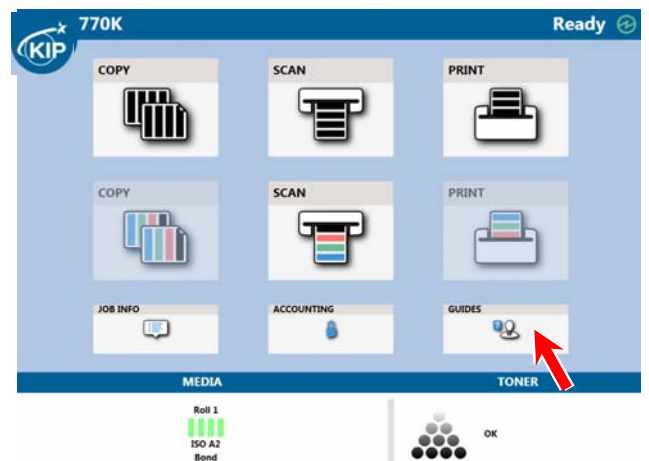 KIP
770K
Ready
COPY
SCAN
PRINT
COPY
SCAN
PRINT
JOB INFO
ACCOUNTING
GUIDES
MEDIA
TONER
Roll 1
ISO A2
Bond
OK